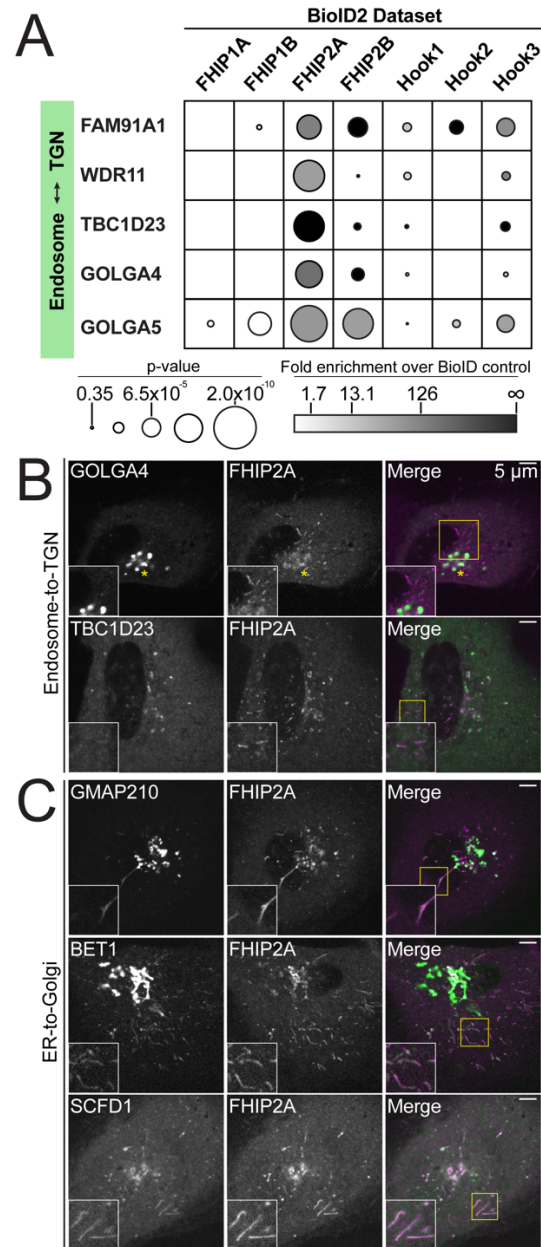 A
BioID2 Dataset
FHIP1A FHIP1B FHIP2A FHIP2B Hook1 Hook2 Hook3
Endosome ↔ TGN
FAM91A1
WDR11
TBC1D23
GOLGA4
GOLGA5
p-value
0.35 6.5x10⁻⁵ 2.0x10⁻¹⁰
Fold enrichment over BioID control
1.7 13.1 126 ∞
B
Endosome-to-TGN
GOLGA4 FHIP2A Merge 5 µm
* * *
TBC1D23 FHIP2A Merge
C
ER-to-Golgi
GMAP210 FHIP2A Merge
BET1 FHIP2A Merge
SCFD1 FHIP2A Merge